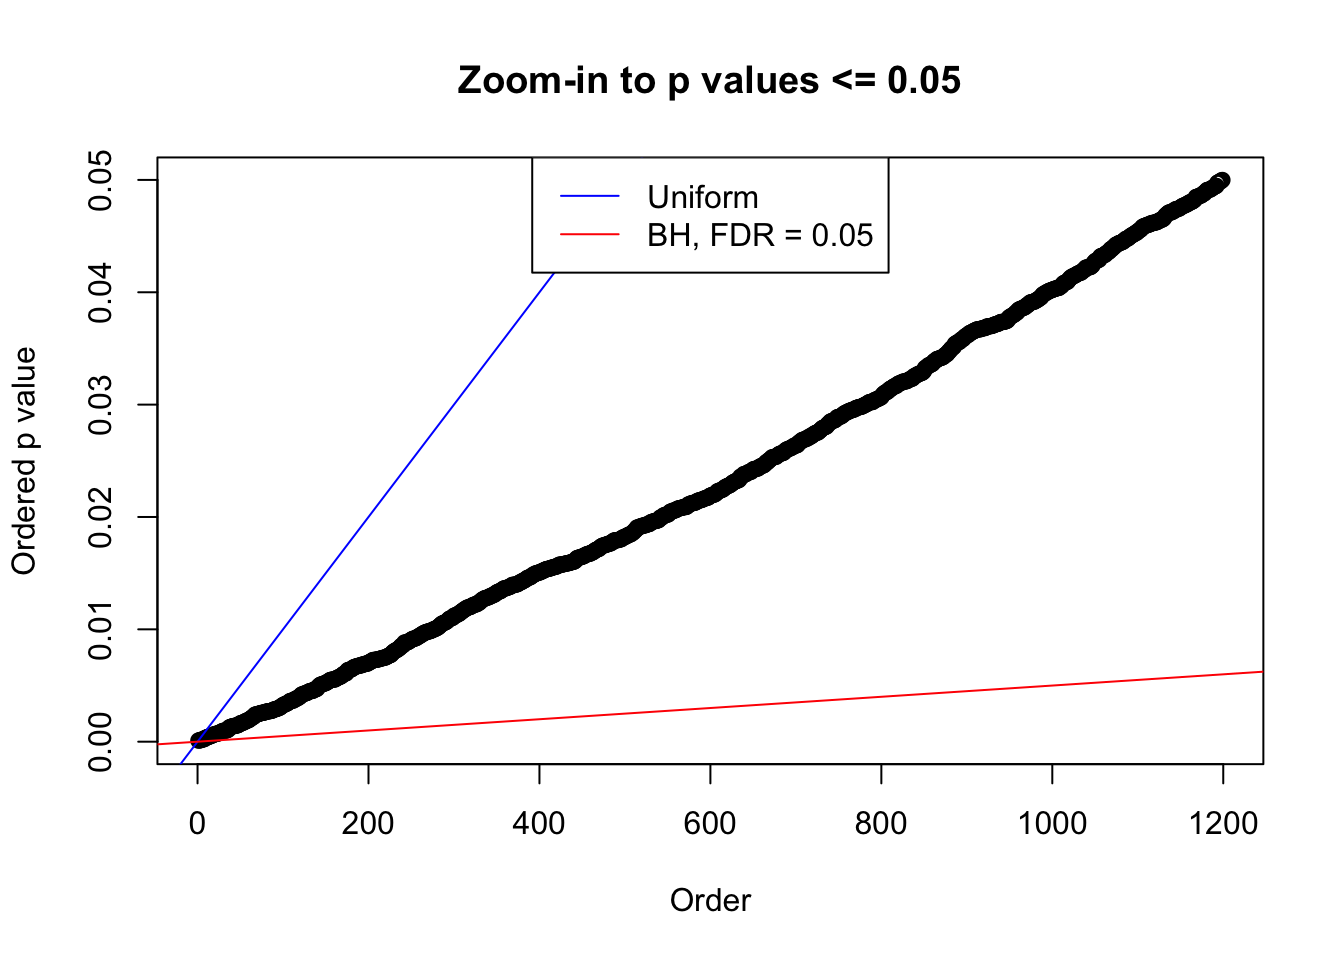 Zoom-in to p values <= 0.05
Uniform
BH, FDR = 0.05
Ordered p value
0.05
0.04
0.03
0.02
0.01
0.00
0 200 400 600 800 1000 1200
Order